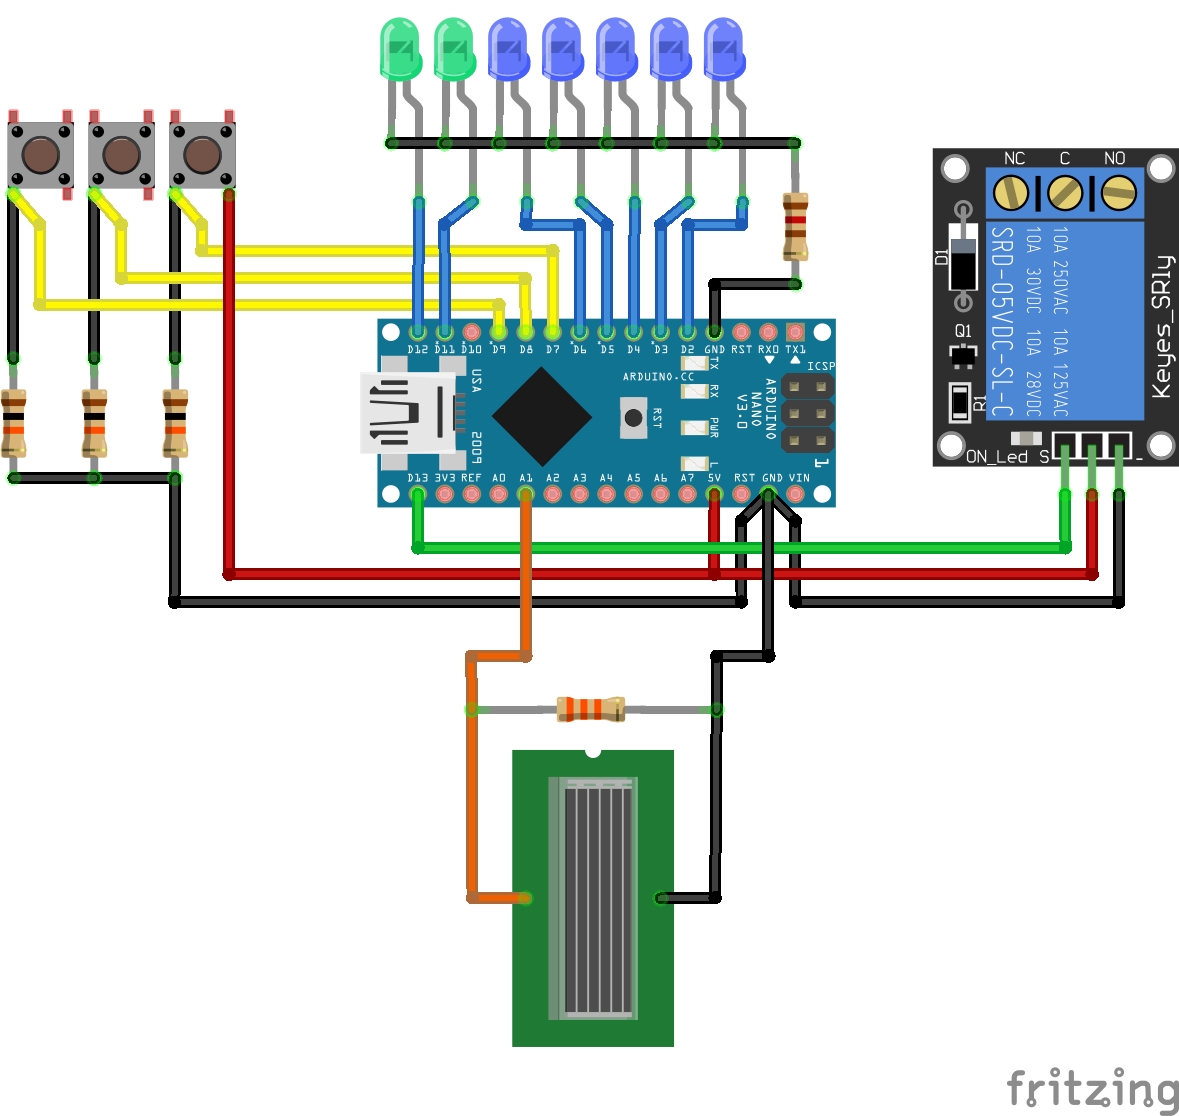 NC C NO
D1
SRD-05VDC-SL-C
10A 30VDC 10A 28VDC
10A 250VAC 10A 125VAC
Keyes_SRly
Q1
R1
ON_Led S -
D12 D11 D10 D9 D8 D7 D6 D5 D4 D3 D2 GND RST RX0 TX1
USA
2009
ARDUINO.CC
RST
TX
RX
PWR
L
ARDUINO
NANO
V3.0
ICSP
1
D13 3V3 REF A0 A1 A2 A3 A4 A5 A6 A7 5V RST GND VIN
fritzing